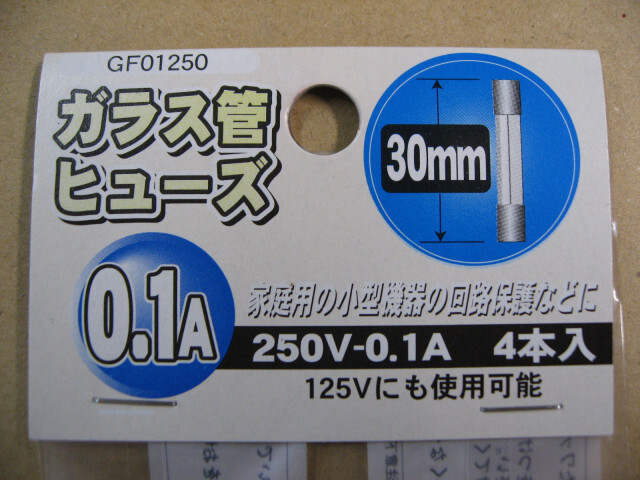 GF01250
ガラス管
ヒューズ
30mm
0.1A
家庭用の小型機器の回路保護などに
250V-0.1A 4本入
125Vにも使用可能